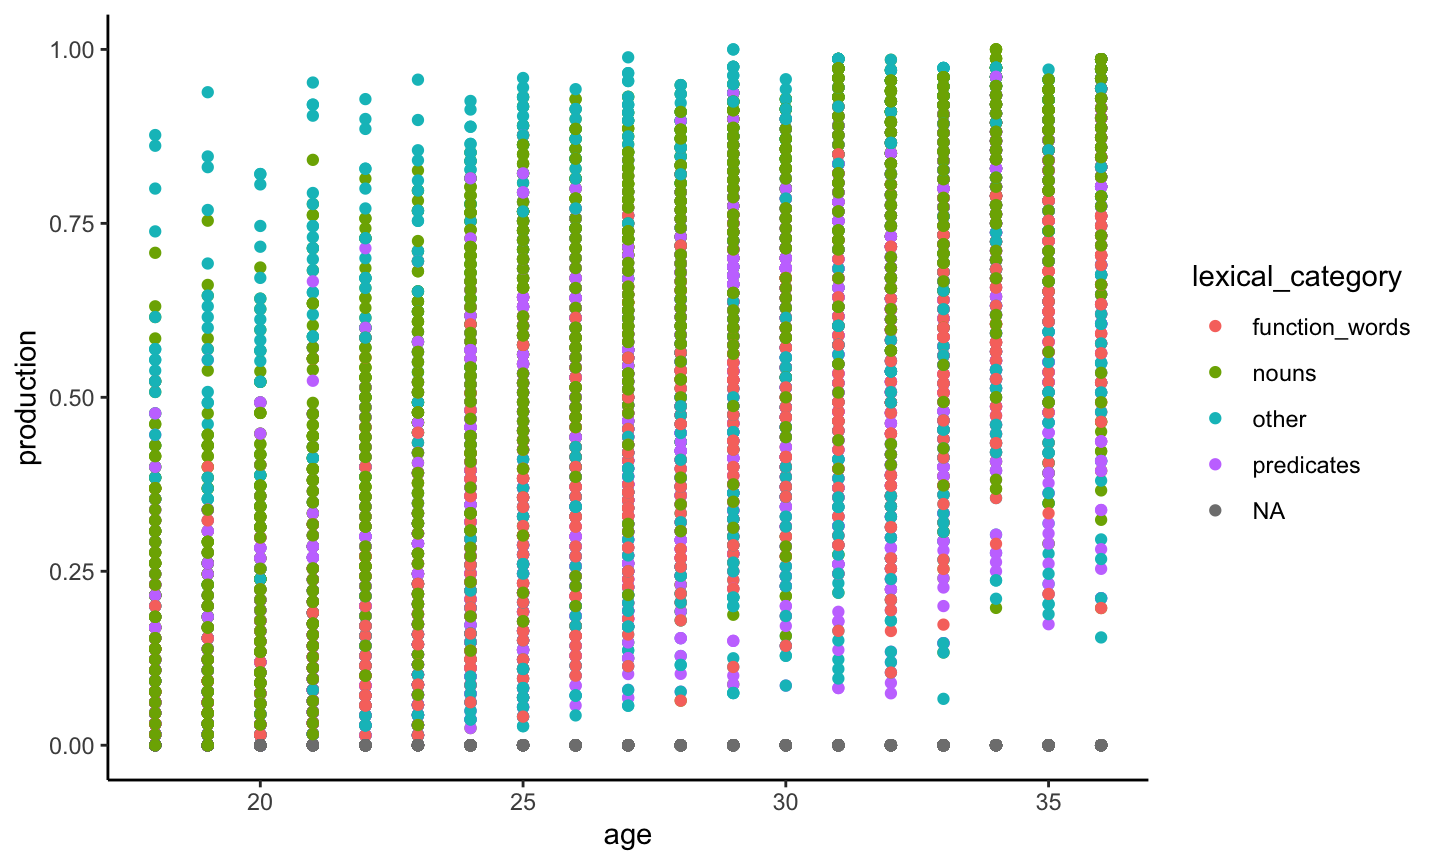 1.00
0.75
0.50
0.25
0.00
production
20
25
30
35
age
lexical_category
function_words
nouns
other
predicates
NA